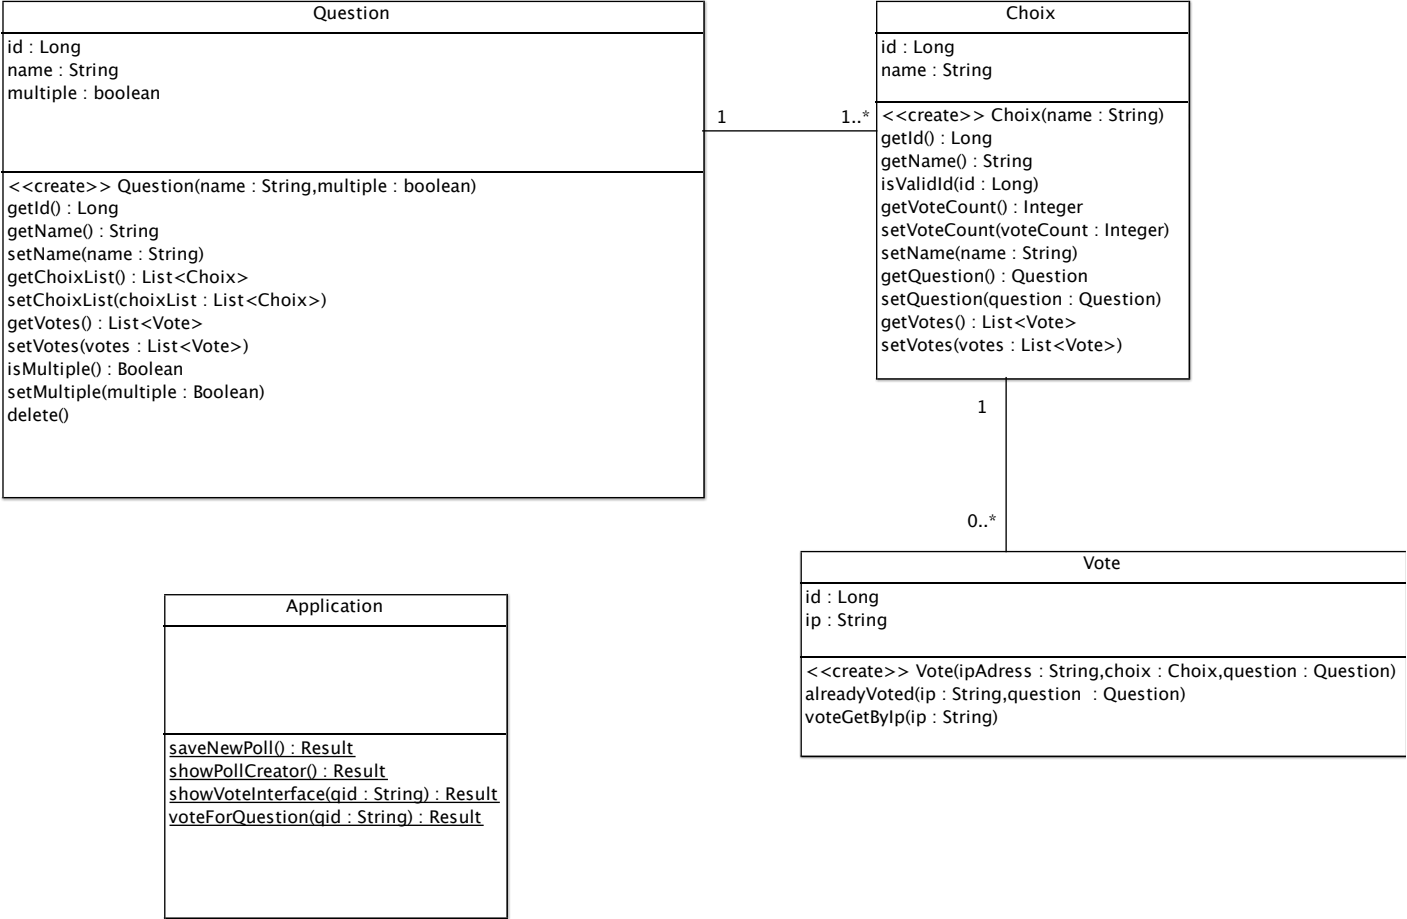 Question
id : Long
name : String
multiple : boolean
<<create>> Question(name : String,multiple : boolean)
getId() : Long
getName() : String
setName(name : String)
getChoixList() : List<Choix>
setChoixList(choixList : List<Choix>)
getVotes() : List<Vote>
setVotes(votes : List<Vote>)
isMultiple() : Boolean
setMultiple(multiple : Boolean)
delete()
1
1..*
Choix
id : Long
name : String
<<create>> Choix(name : String)
getId() : Long
getName() : String
isValidId(id : Long)
getVoteCount() : Integer
setVoteCount(voteCount : Integer)
setName(name : String)
getQuestion() : Question
setQuestion(question : Question)
getVotes() : List<Vote>
setVotes(votes : List<Vote>)
1
0..*
Vote
id : Long
ip : String
<<create>> Vote(ipAdress : String,choix : Choix,question : Question)
alreadyVoted(ip : String,question  : Question)
voteGetByIp(ip : String)
Application
saveNewPoll() : Result
showPollCreator() : Result
showVoteInterface(qid : String) : Result
voteForQuestion(qid : String) : Result